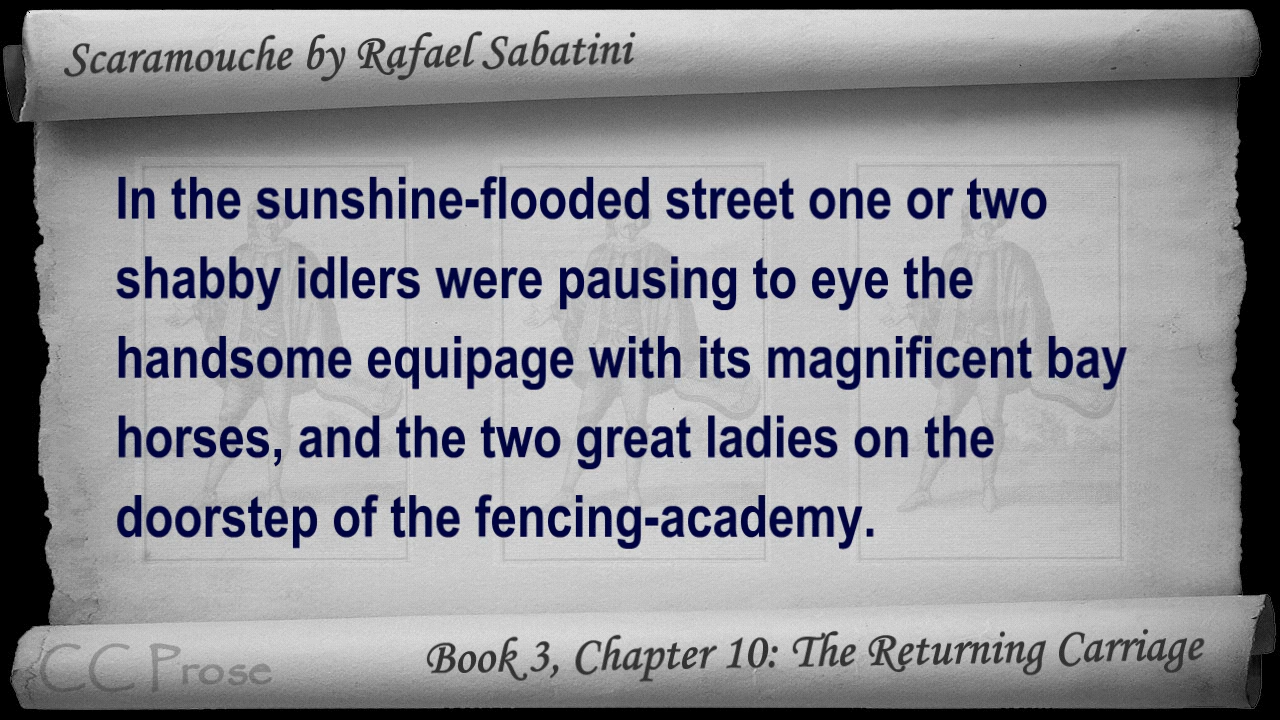 Scaramouche by Rafael Sabatini
In the sunshine-flooded street one or two
shabby idlers were pausing to eye the
handsome equipage with its magnificent bay
horses, and the two great ladies on the
doorstep of the fencing-academy.
CC Prose
Book 3, Chapter 10: The Returning Carriage